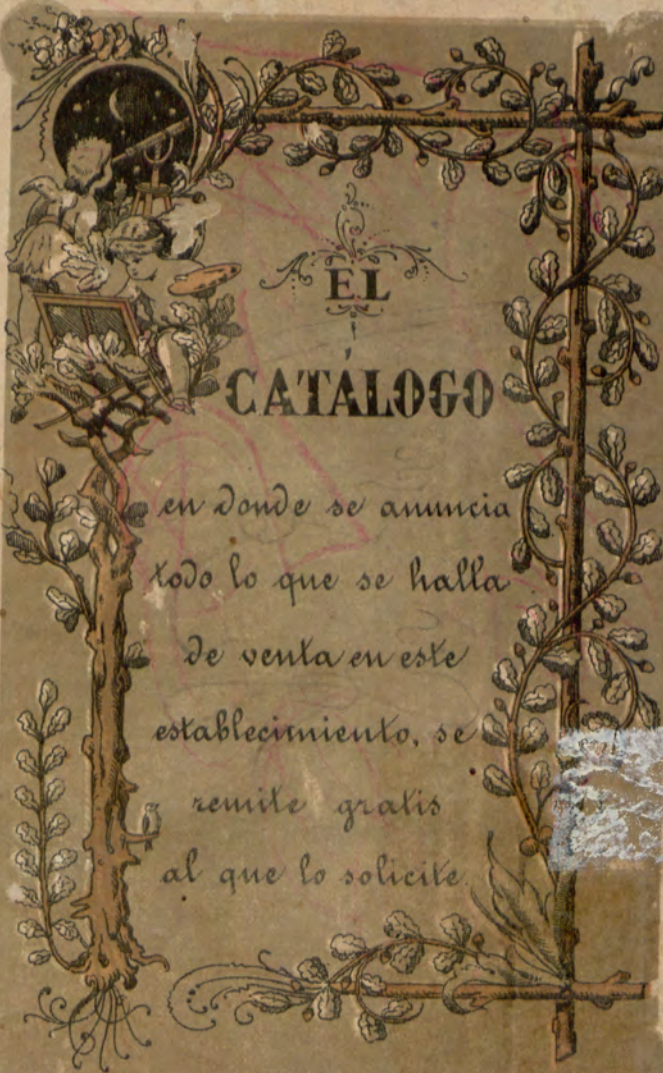 EL
CATÁLOGO
en donde se anuncia
todo lo que se halla
de venta en este
establecimiento, se
remite gratis
al que lo solicite